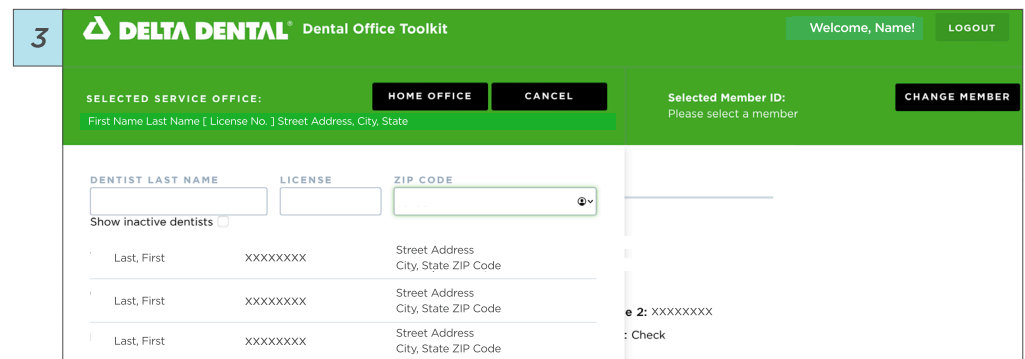 3
DELTA DENTAL® Dental Office Toolkit
Welcome, Name!
LOGOUT
SELECTED SERVICE OFFICE:
HOME OFFICE
CANCEL
First Name Last Name [ License No. ] Street Address, City, State
Selected Member ID:
Please select a member
CHANGE MEMBER
DENTIST LAST NAME
LICENSE
ZIP CODE
Show inactive dentists
Last, First
XXXXXXXX
Street Address
City, State ZIP Code
Last, First
XXXXXXXX
Street Address
City, State ZIP Code
Last, First
XXXXXXXX
Street Address
City, State ZIP Code
e 2: XXXXXXXX
: Check